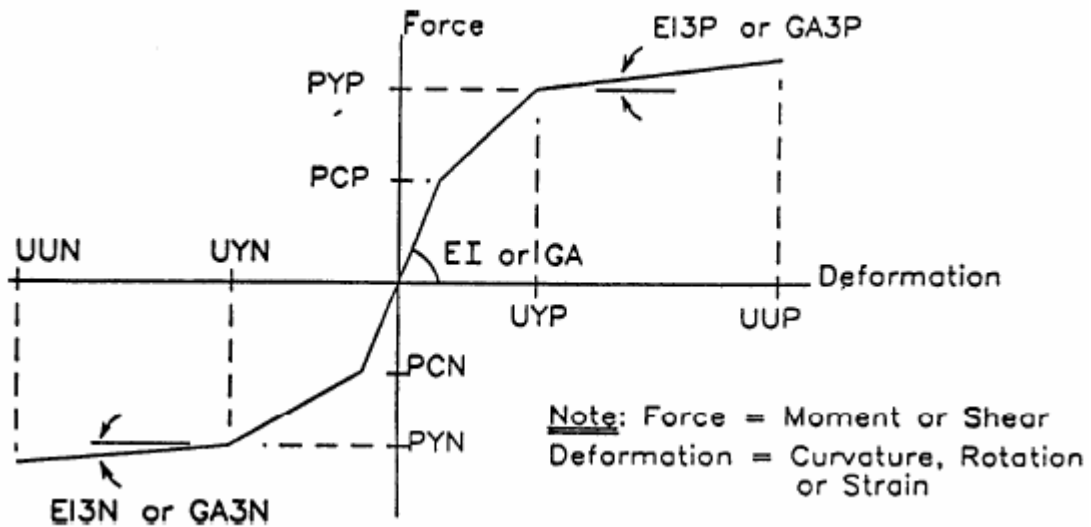 Force
EI3P or GA3P
PYP
PCP
UUN
UYN
EI or GA
Deformation
UYP
UUP
PCN
PYN
Note: Force = Moment or Shear
Deformation = Curvature, Rotation
or Strain
EI3N or GA3N